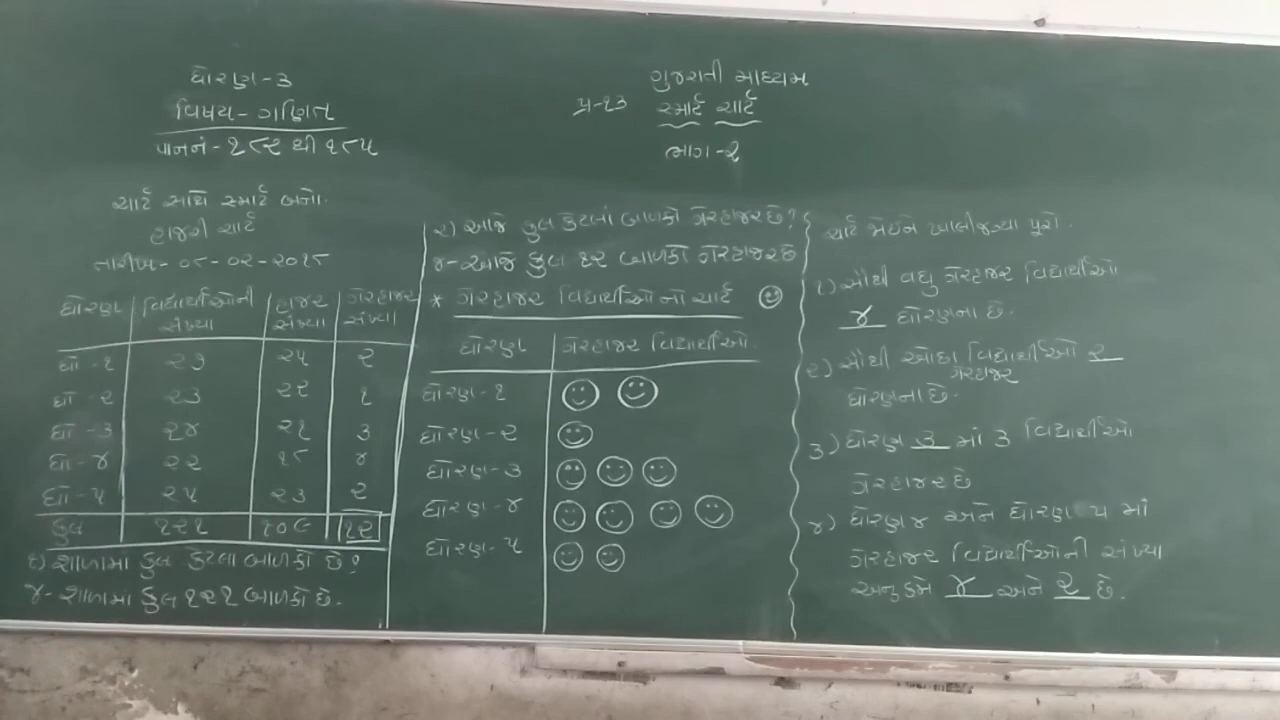 ધોરણ-૩
વિષય- ગણિત
પાનનં-૧૮૨ થી ૧૮૫
ગુજરાતી માધ્યમ
પ્ર-૧૩ સ્માર્ટ ચાર્ટ
ભાગ-૨
ચાર્ટ સાથે સ્માર્ટ બનો.
હાજરી ચાર્ટ
તારીખ- ૦૮-૦૨-૨૦૧૮
ધોરણ વિદ્યાર્થીઓની સંખ્યા હાજર સંખ્યા ગેરહાજર સંખ્યા
ધો -૧ ૨૭ ૨૫ ૨
ધો -૨ ૨૩ ૨૨ ૧
ધો -૩ ૨૪ ૨૧ ૩
ધો -૪ ૨૨ ૧૮ ૪
ધો -૫ ૨૫ ૨૩ ૨
કુલ ૧૨૧ ૧૦૯ ૧૨
૧) શાળામા કુલ કેટલા બાળકો છે?
જ- શાળામા કુલ ૧૨૧ બાળકો છે.
૨) આજે કુલ કેટલાં બાળકો ગેરહાજર છે?
જ- આજે કુલ ૧૨ બાળકો ગેરહાજર છે
* ગેરહાજર વિદ્યાર્થીઓનો ચાર્ટ
ધોરણ ગેરહાજર વિદ્યાર્થીઓ.
ધોરણ-૧
ધોરણ-૨
ધોરણ-૩
ધોરણ-૪
ધોરણ-૫
ચાર્ટ જોઈને ખાલીજગ્યા પૂરો.
૧) સૌથી વધુ ગેરહાજર વિદ્યાર્થીઓ
૪ ધોરણના છે.
૨) સૌથી ઓછા ગેરહાજર વિદ્યાર્થીઓ ૨
ધોરણના છે.
૩) ધોરણ ૩ માં ૩ વિદ્યાર્થીઓ
ગેરહાજર છે
૪) ધોરણ ૪ અને ધોરણ ૫ માં
ગેરહાજર વિદ્યાર્થીઓની સંખ્યા
અનુક્રમે ૪ અને ૨ છે.